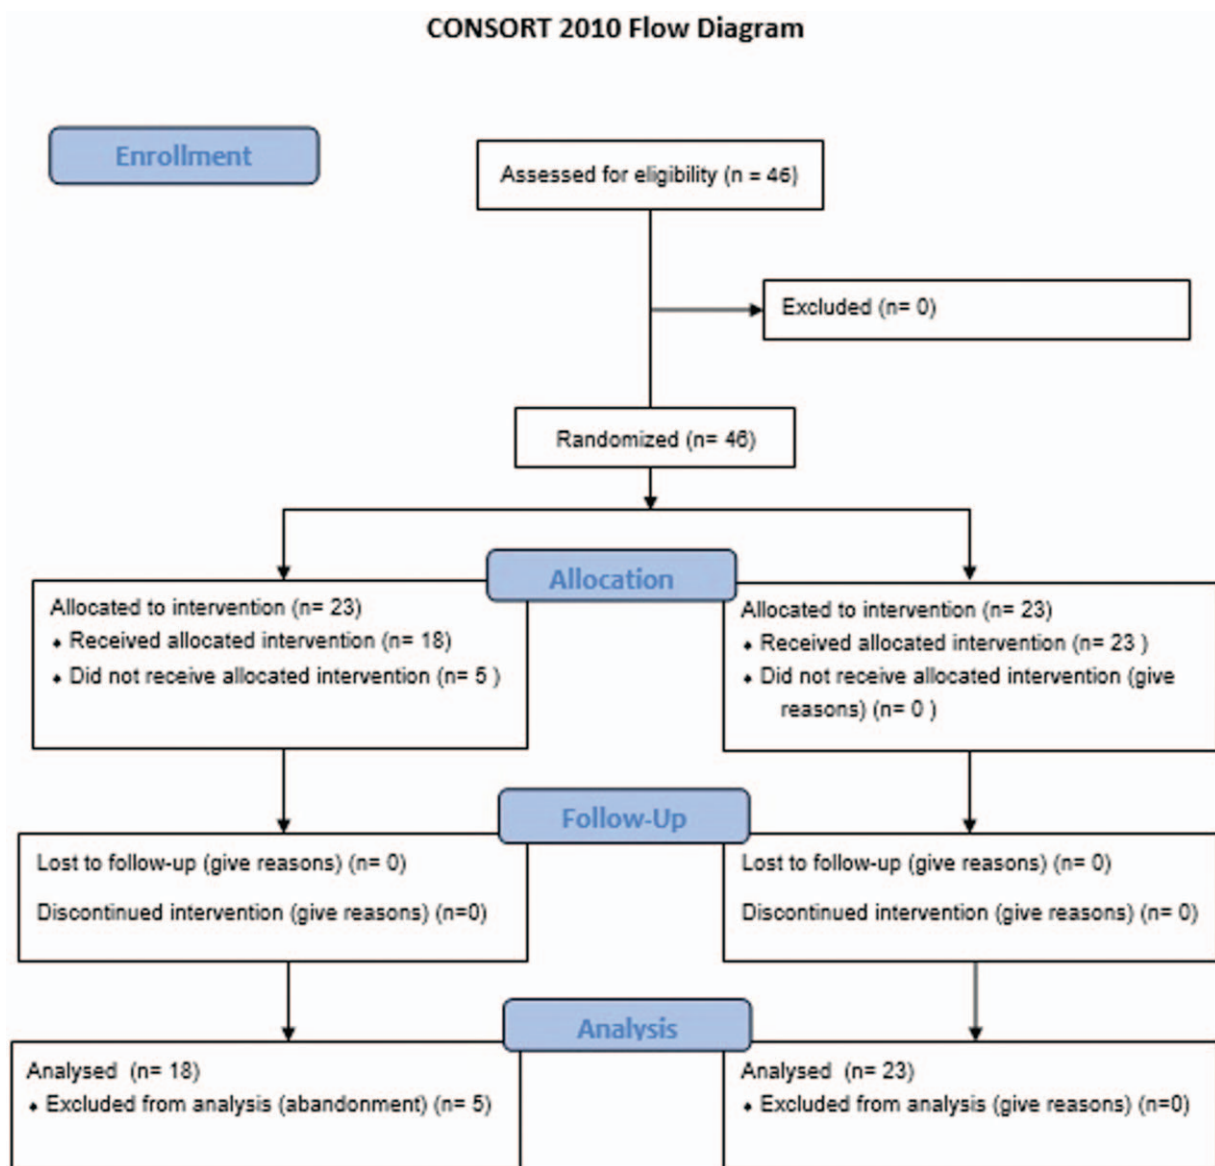 CONSORT 2010 Flow Diagram
Enrollment
Assessed for eligibility (n = 46)
Excluded (n= 0)
Randomized (n= 46)
Allocation
Allocated to intervention (n= 23)
⬥ Received allocated intervention (n= 18)
⬥ Did not receive allocated intervention (n= 5 )
Allocated to intervention (n= 23)
⬥ Received allocated intervention (n= 23 )
⬥ Did not receive allocated intervention (give
reasons) (n= 0 )
Follow-Up
Lost to follow-up (give reasons) (n= 0)
Discontinued intervention (give reasons) (n=0)
Lost to follow-up (give reasons) (n= 0)
Discontinued intervention (give reasons) (n= 0)
Analysis
Analysed (n= 18)
⬥ Excluded from analysis (abandonment) (n= 5)
Analysed (n= 23)
⬥ Excluded from analysis (give reasons) (n=0)